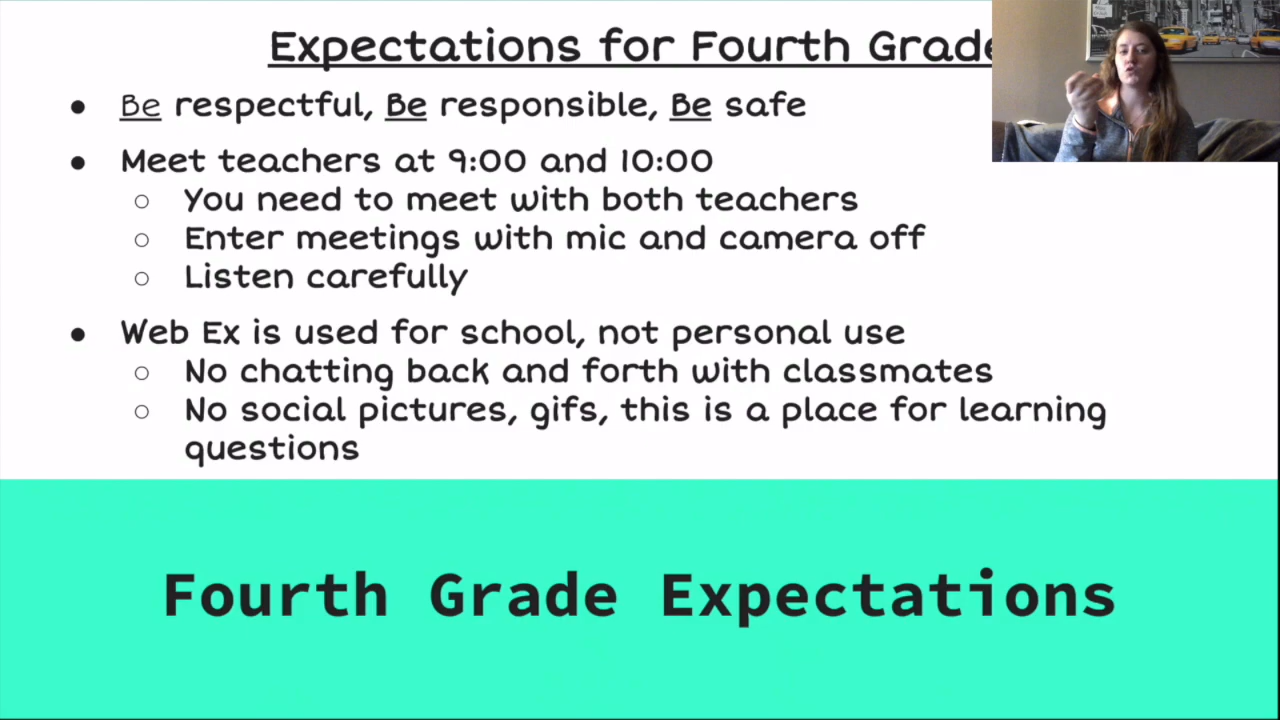 Expectations for Fourth Grade
Be respectful, Be responsible, Be safe
Meet teachers at 9:00 and 10:00
You need to meet with both teachers
Enter meetings with mic and camera off
Listen carefully
Web Ex is used for school, not personal use
No chatting back and forth with classmates
No social pictures, gifs, this is a place for learning
questions
Fourth Grade Expectations